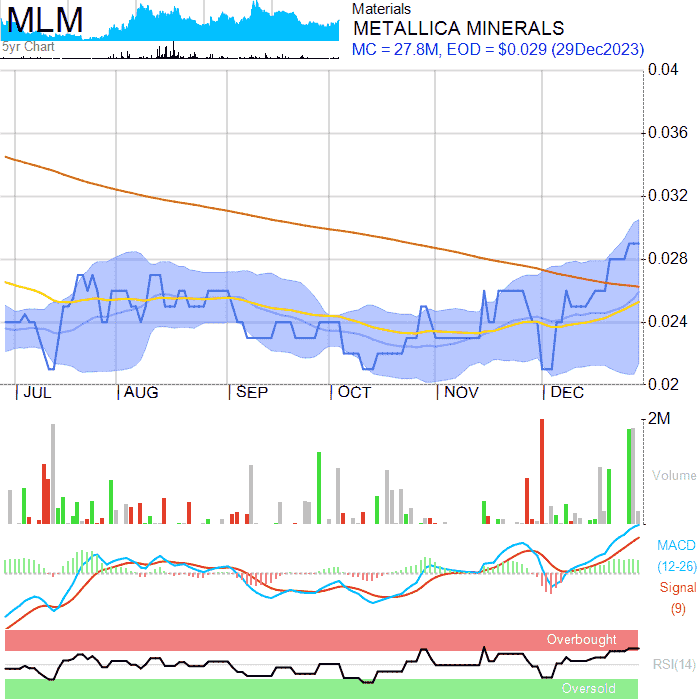 MLM
5yr Chart
Materials
METALLICA MINERALS
MC = 27.8M, EOD = $0.029 (29Dec2023)
0.04
0.036
0.032
0.028
0.024
0.02
JUL AUG SEP OCT NOV DEC
2M
Volume
MACD
(12-26)
Signal
(9)
Overbought
RSI(14)
Oversold